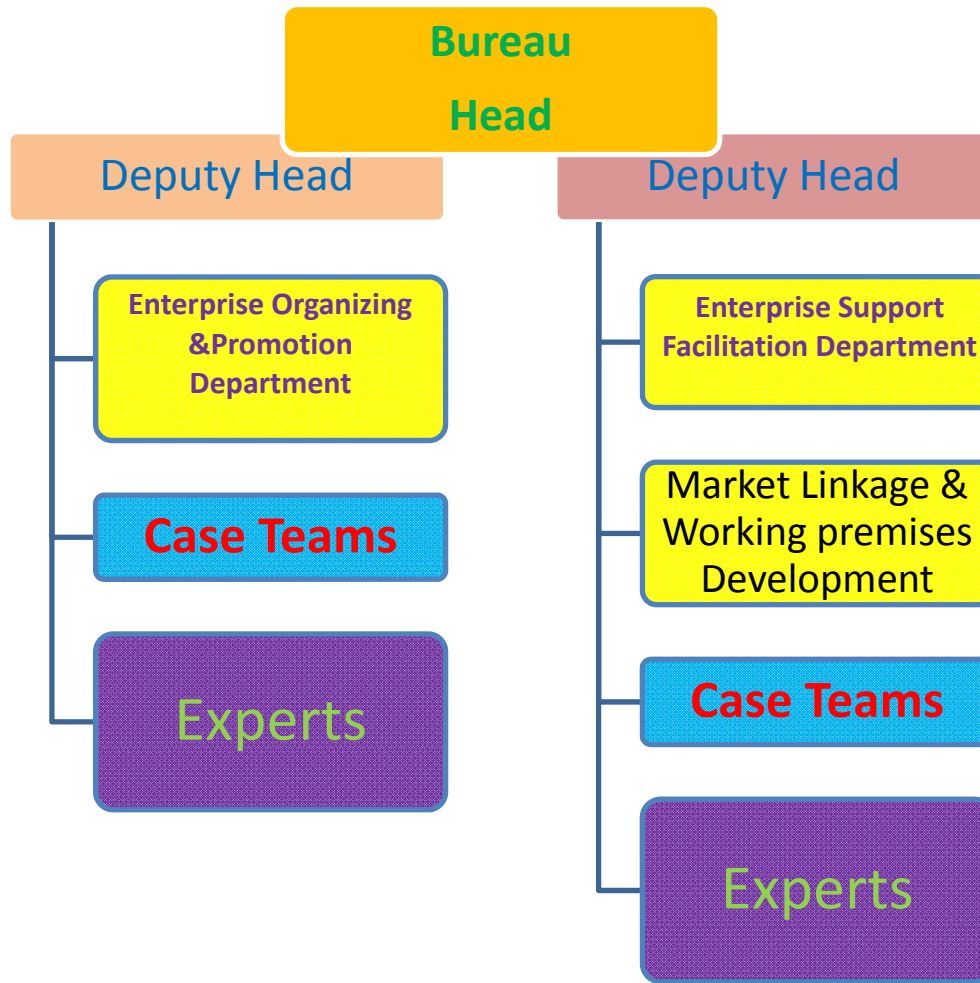 Bureau
Head
Deputy Head
Enterprise Organizing
&Promotion
Department
Case Teams
Experts
Deputy Head
Enterprise Support
Facilitation Department
Market Linkage &
Working premises
Development
Case Teams
Experts